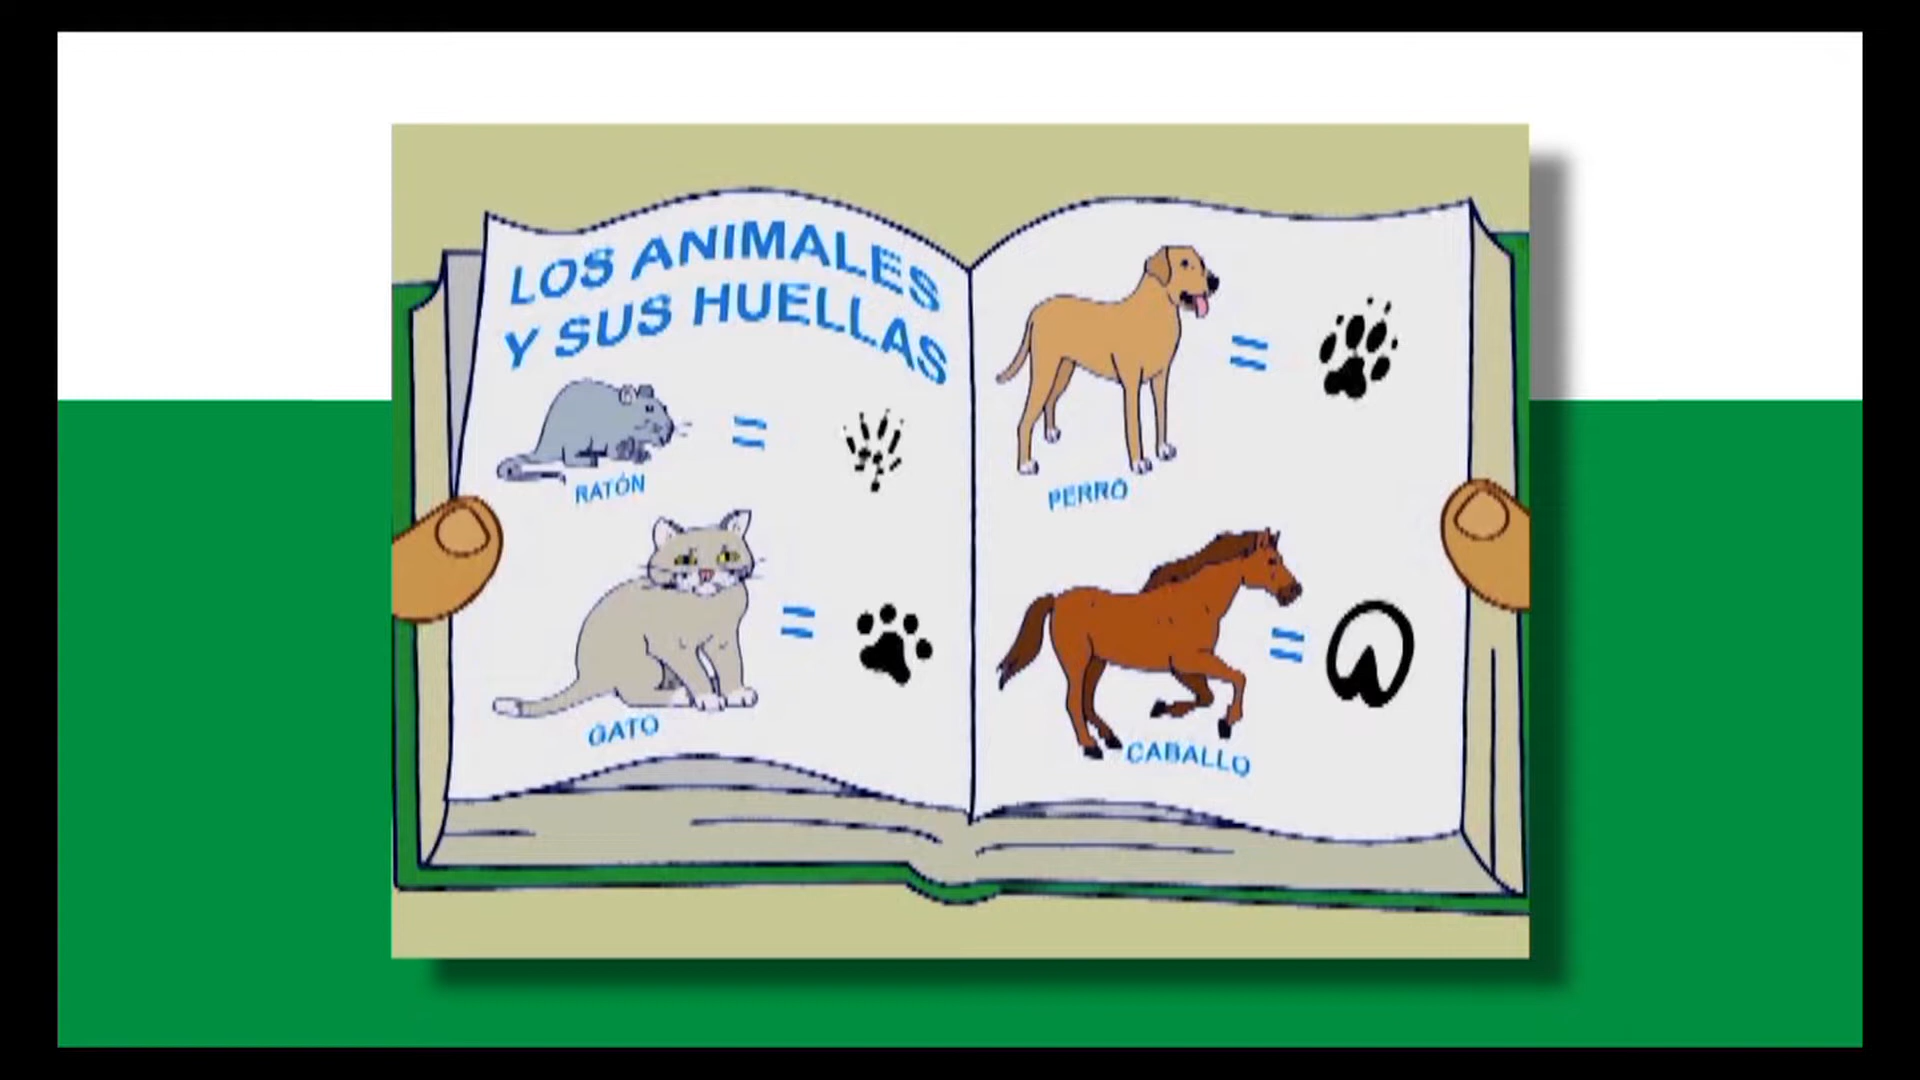 LOS ANIMALES
Y SUS HUELLAS
RATÓN
GATO
PERRO
CABALLO